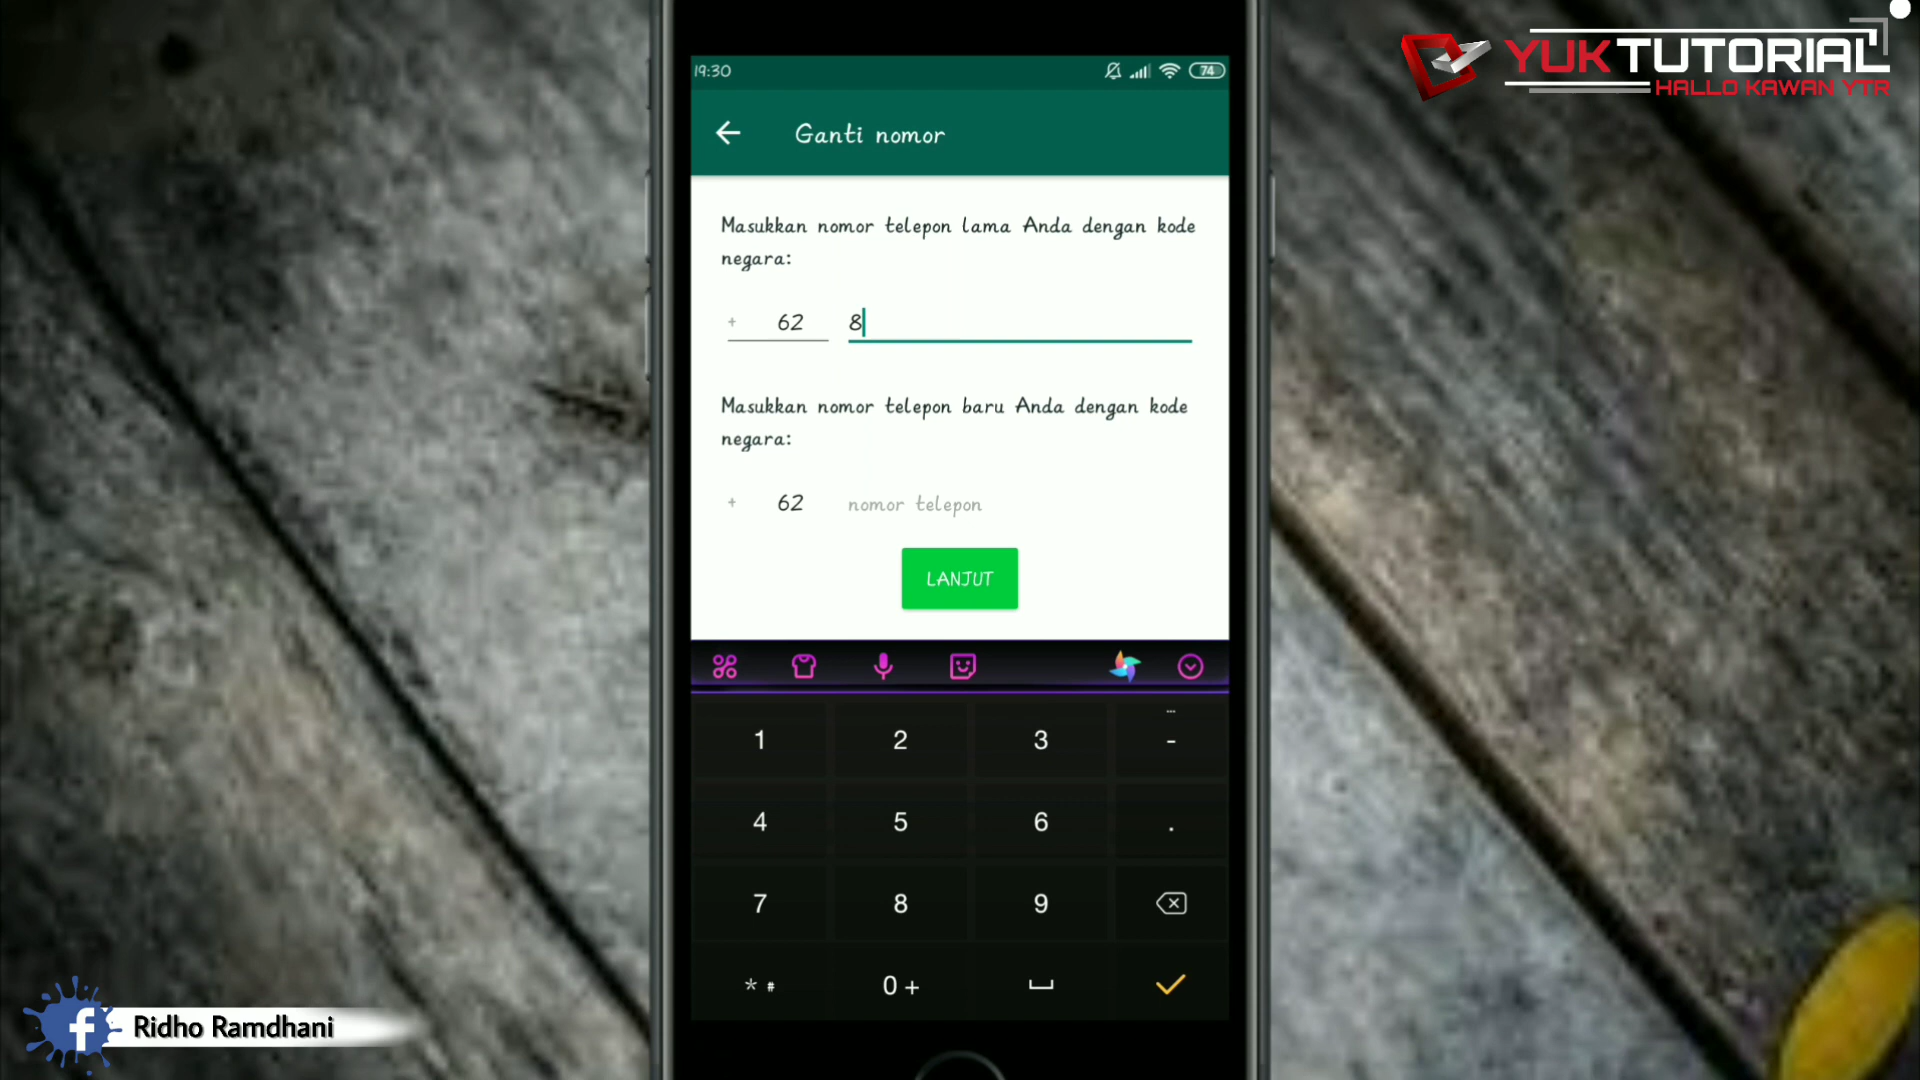 YUKTUTORIAL
HALLO KAWAN YTR
19:30
74
Ganti nomor
Masukkan nomor telepon lama Anda dengan kode
negara:
+ 62 8
Masukkan nomor telepon baru Anda dengan kode
negara:
+ 62 nomor telepon
LANJUT
1 2 3 -
4 5 6 .
7 8 9
* # 0 +
f Ridho Ramdhani